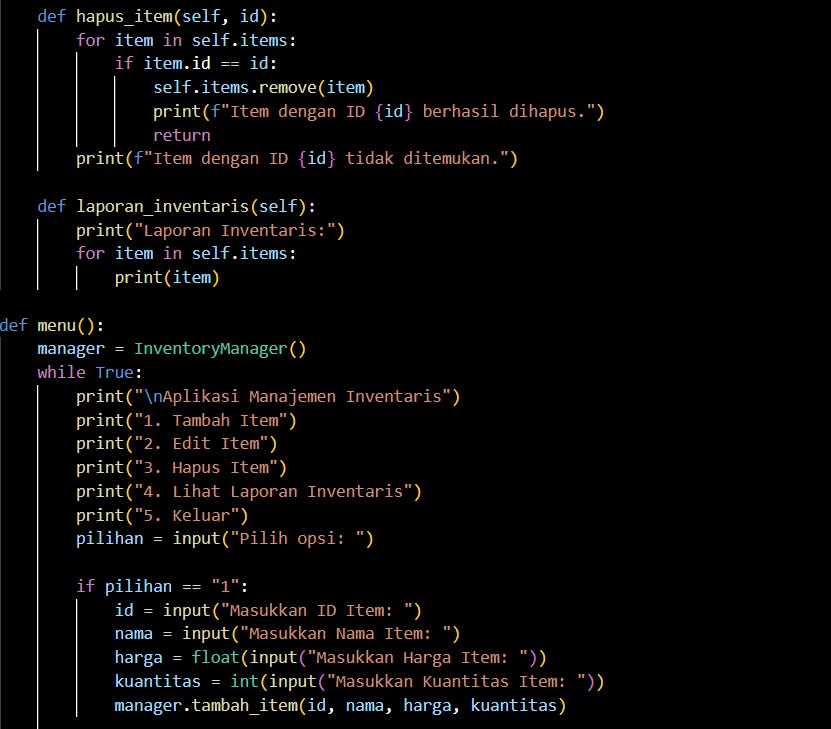 def hapus_item(self, id):
        for item in self.items:
            if item.id == id:
                self.items.remove(item)
                print(f"Item dengan ID {id} berhasil dihapus.")
                return
        print(f"Item dengan ID {id} tidak ditemukan.")

    def laporan_inventaris(self):
        print("Laporan Inventaris:")
        for item in self.items:
            print(item)

def menu():
    manager = InventoryManager()
    while True:
        print("\nAplikasi Manajemen Inventaris")
        print("1. Tambah Item")
        print("2. Edit Item")
        print("3. Hapus Item")
        print("4. Lihat Laporan Inventaris")
        print("5. Keluar")
        pilihan = input("Pilih opsi: ")

        if pilihan == "1":
            id = input("Masukkan ID Item: ")
            nama = input("Masukkan Nama Item: ")
            harga = float(input("Masukkan Harga Item: "))
            kuantitas = int(input("Masukkan Kuantitas Item: "))
            manager.tambah_item(id, nama, harga, kuantitas)